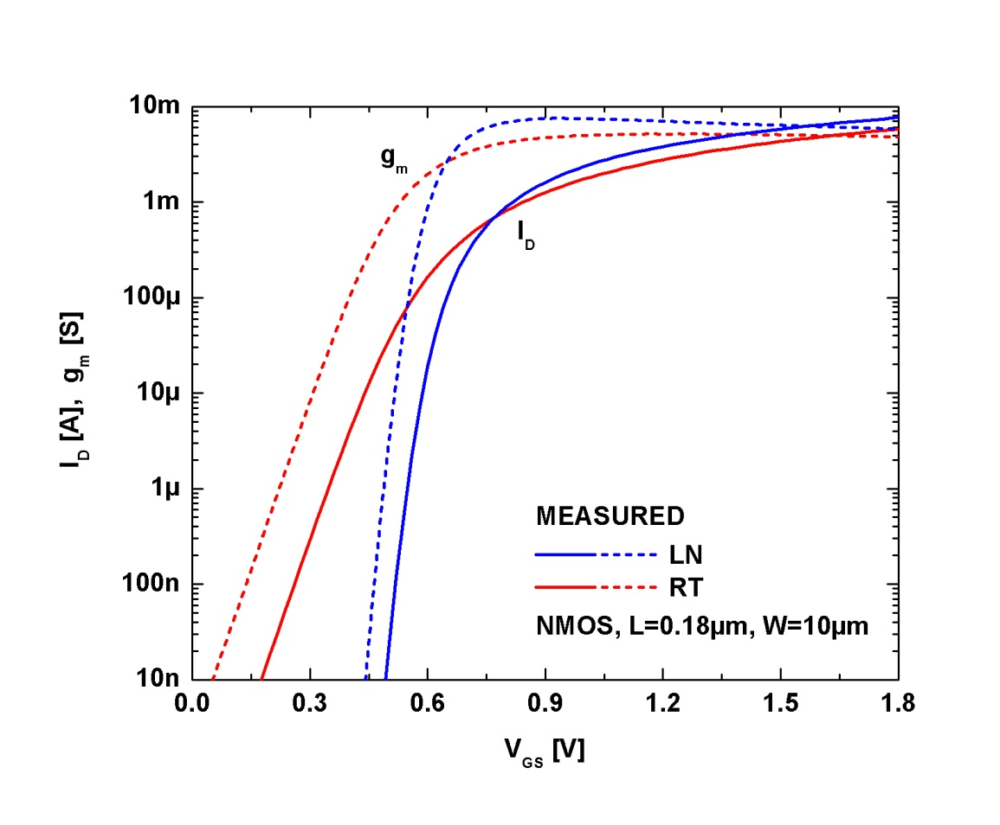 10m
1m
100µ
10µ
1µ
100n
10n
I_D [A], g_m [S]
g_m
I_D
MEASURED
LN
RT
NMOS, L=0.18µm, W=10µm
0.0 0.3 0.6 0.9 1.2 1.5 1.8
V_GS [V]